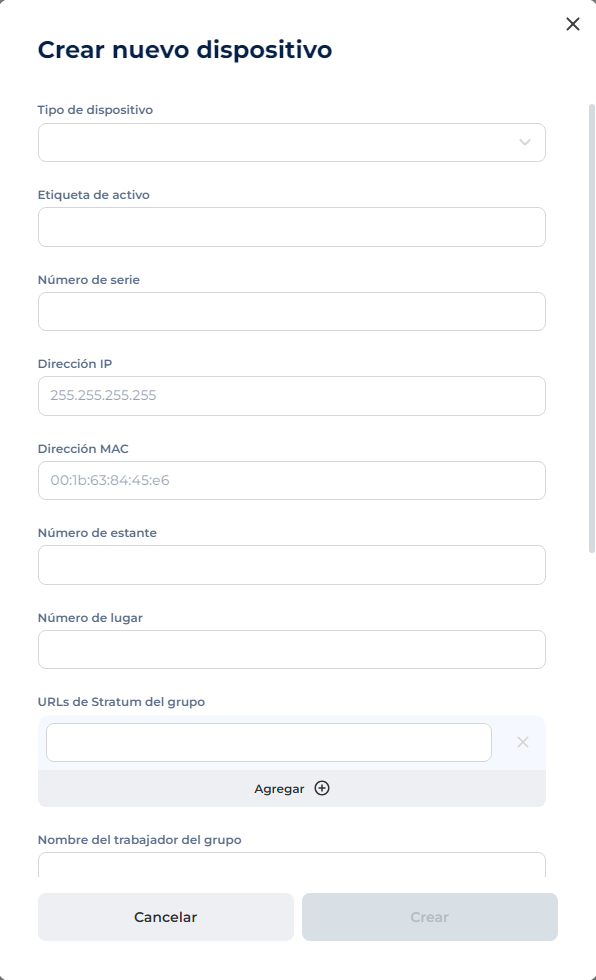 Crear nuevo dispositivo
Tipo de dispositivo
Etiqueta de activo
Número de serie
Dirección IP
255.255.255.255
Dirección MAC
00:1b:63:84:45:e6
Número de estante
Número de lugar
URLs de Stratum del grupo
Agregar
Nombre del trabajador del grupo
Cancelar
Crear